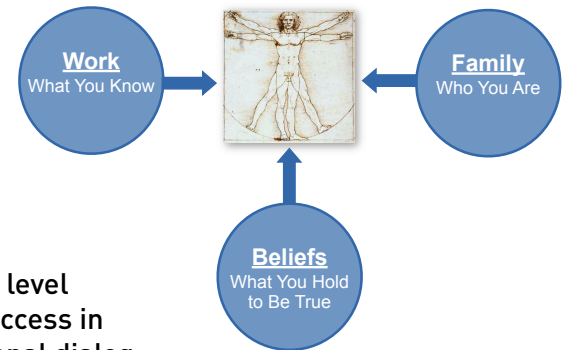 Work
What You Know
Family
Who You Are
Beliefs
What You Hold
to Be True
level
ccess in